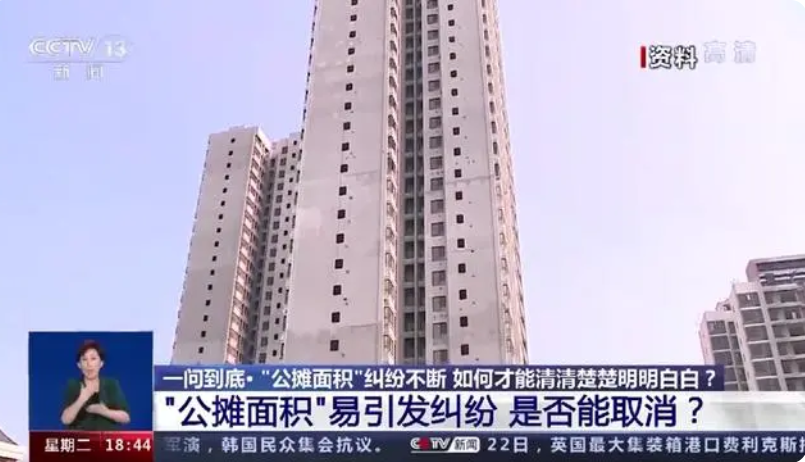 CCTV 13
新闻
资料 高清
一问到底·"公摊面积"纠纷不断 如何才能清清楚楚明明白白？
"公摊面积"易引发纠纷 是否能取消？
星期二 18:44 军演，韩国民众集会抗议。 CCTV新闻 22日，英国最大集装箱港口费利克斯